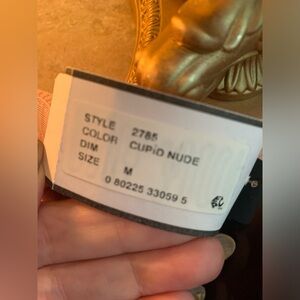 STYLE 2785
COLOR CUPID NUDE
DIM
SIZE M
0 80225 33059 5